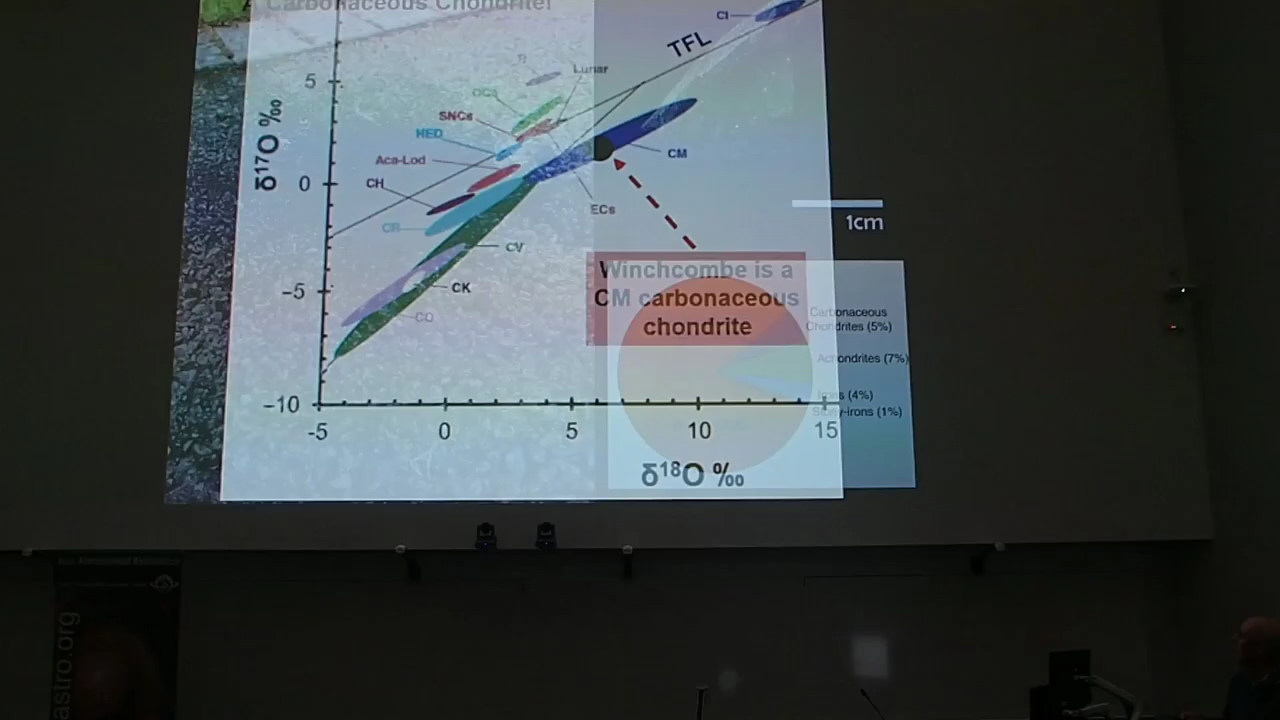 A Carbonaceous Chondrite!
CI
TFL
5
Lunar
SNCs
HED
CM
Aca-Lod
δ17O ‰
0
CH
ECs
1cm
CR
CV
Winchcombe is a
CM carbonaceous
chondrite
−5
CK
CO
Carbonaceous
Chondrites (5%)
Achondrites (7%)
Irons (4%)
Stony-irons (1%)
−10
-5
0
5
10
15
δ18O ‰
astro.org